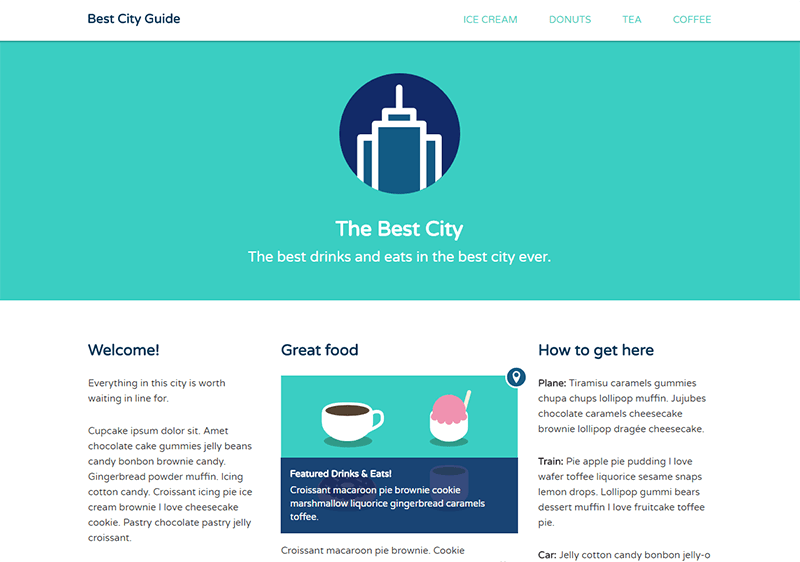 Best City Guide
ICE CREAM DONUTS TEA COFFEE
The Best City
The best drinks and eats in the best city ever.
Welcome!
Everything in this city is worth
waiting in line for.
Cupcake ipsum dolor sit. Amet
chocolate cake gummies jelly beans
candy bonbon brownie candy.
Gingerbread powder muffin. Icing
cotton candy. Croissant icing pie ice
cream brownie I love cheesecake
cookie. Pastry chocolate pastry jelly
croissant.
Great food
Featured Drinks & Eats!
Croissant macaroon pie brownie cookie
marshmallow liquorice gingerbread caramels
toffee.
Croissant macaroon pie brownie. Cookie
How to get here
Plane: Tiramisu caramels gummies
chupa chups lollipop muffin. Jujubes
chocolate caramels cheesecake
brownie lollipop dragée cheesecake.
Train: Pie apple pie pudding I love
wafer toffee liquorice sesame snaps
lemon drops. Lollipop gummi bears
dessert muffin I love fruitcake toffee
pie.
Car: Jelly cotton candy bonbon jelly-o